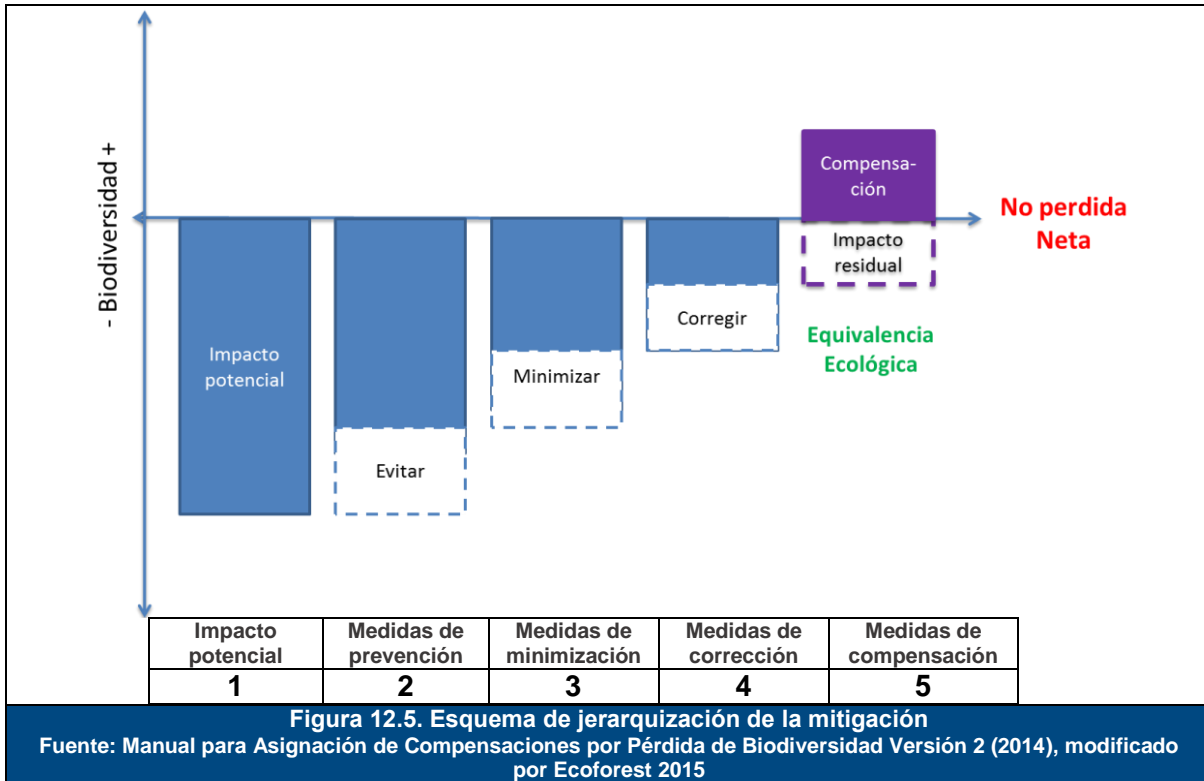 - Biodiversidad +
Impacto
potencial
Evitar
Minimizar
Corregir
Compensa-
ción
Impacto
residual
No perdida
Neta
Equivalencia
Ecológica
Impacto
potencial
Medidas de
prevención
Medidas de
minimización
Medidas de
corrección
Medidas de
compensación
1
2
3
4
5
Figura 12.5. Esquema de jerarquización de la mitigación
Fuente: Manual para Asignación de Compensaciones por Pérdida de Biodiversidad Versión 2 (2014), modificado
por Ecoforest 2015